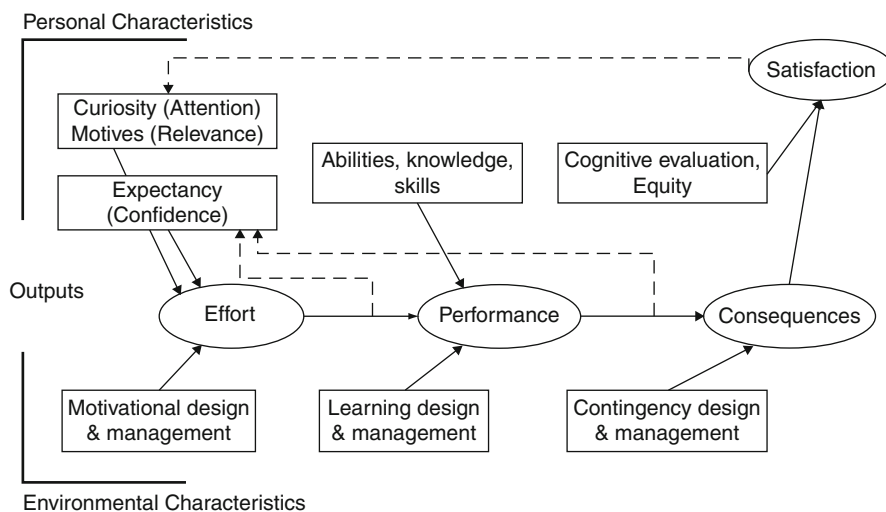 Personal Characteristics
Satisfaction
Curiosity (Attention)
Motives (Relevance)
Abilities, knowledge,
skills
Cognitive evaluation,
Equity
Expectancy
(Confidence)
Outputs
Effort
Performance
Consequences
Motivational design
& management
Learning design
& management
Contingency design
& management
Environmental Characteristics